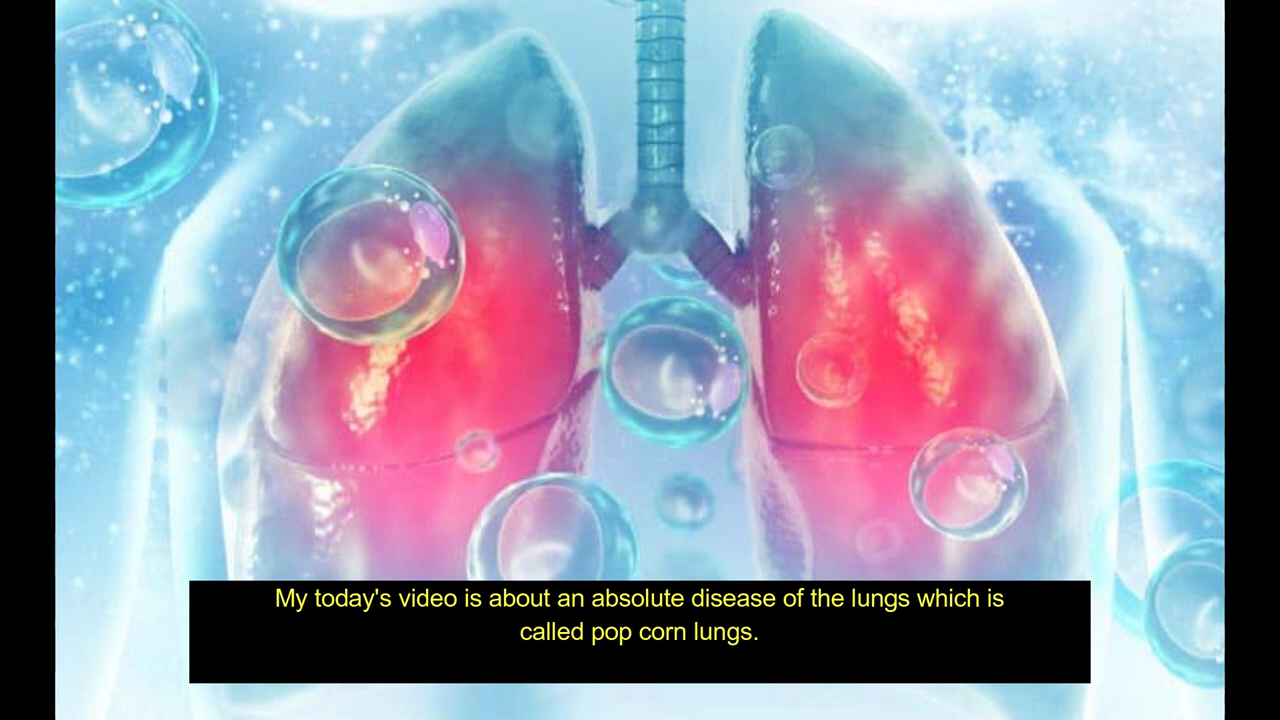 My today's video is about an absolute disease of the lungs which is
called pop corn lungs.